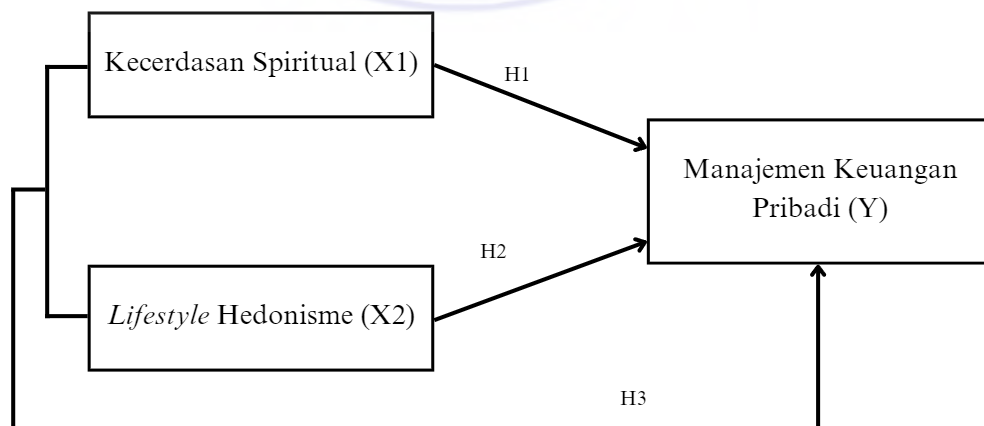 Kecerdasan Spiritual (X1)
H1
Manajemen Keuangan
Pribadi (Y)
H2
Lifestyle Hedonisme (X2)
H3